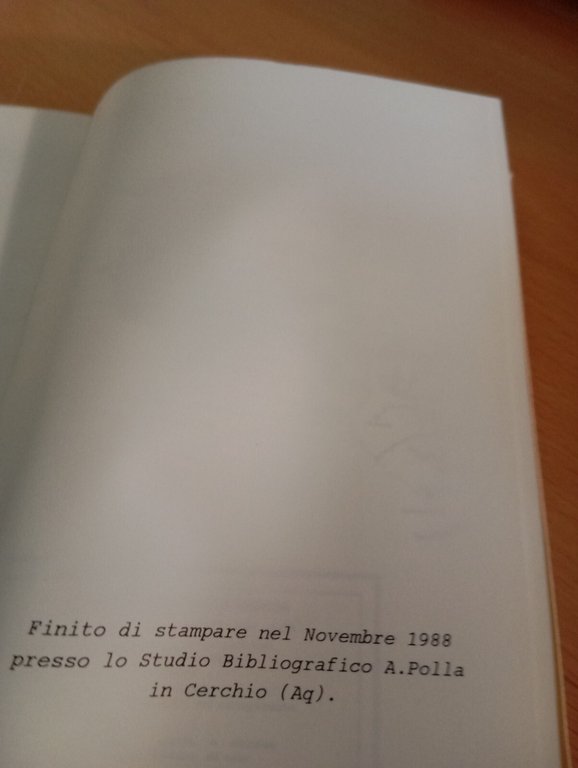 Finito di stampare nel Novembre 1988
presso lo Studio Bibliografico A.Polla
in Cerchio (Aq).